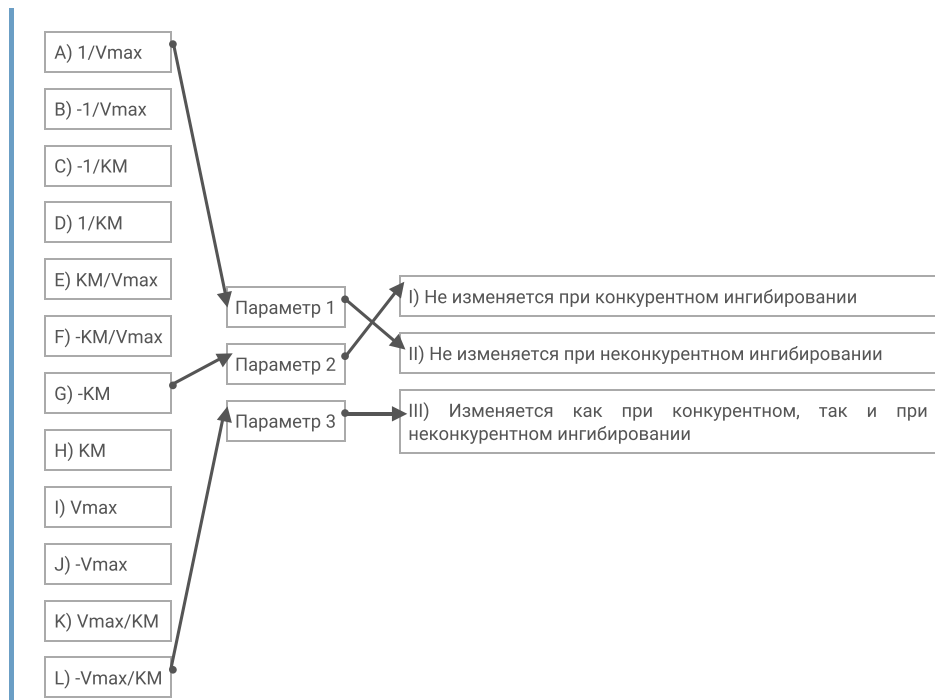 A) 1/Vmax
B) -1/Vmax
C) -1/KM
D) 1/KM
E) KM/Vmax
F) -KM/Vmax
G) -KM
H) KM
I) Vmax
J) -Vmax
K) Vmax/KM
L) -Vmax/KM
Параметр 1
Параметр 2
Параметр 3
I) Не изменяется при конкурентном ингибировании
II) Не изменяется при неконкурентном ингибировании
III) Изменяется как при конкурентном, так и при
неконкурентном ингибировании